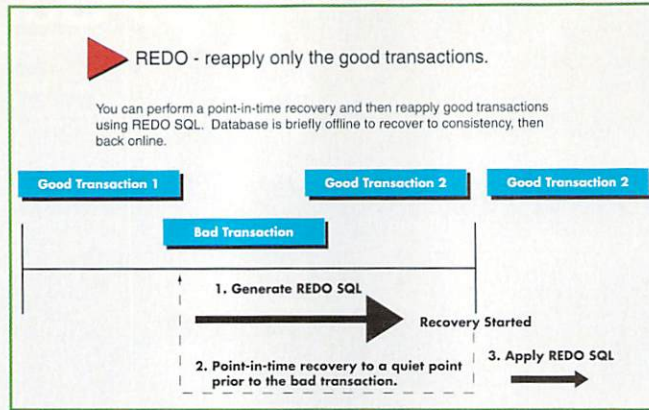 REDO - reapply only the good transactions.
You can perform a point-in-time recovery and then reapply good transactions
using REDO SQL. Database is briefly offline to recover to consistency, then
back online.
Good Transaction 1
Good Transaction 2
Good Transaction 2
Bad Transaction
1. Generate REDO SQL
Recovery Started
2. Point-in-time recovery to a quiet point
prior to the bad transaction.
3. Apply REDO SQL